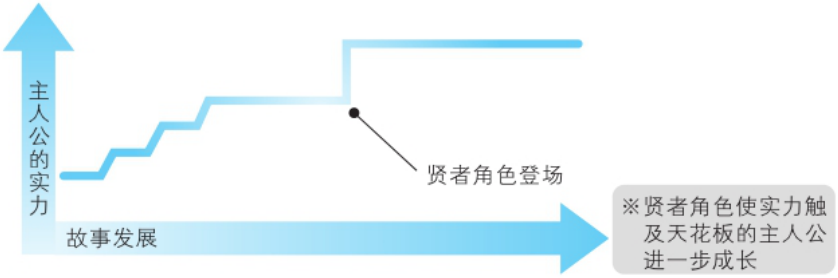 主人公的实力
贤者角色登场
故事发展
※贤者角色使实力触
及天花板的主人公
进一步成长